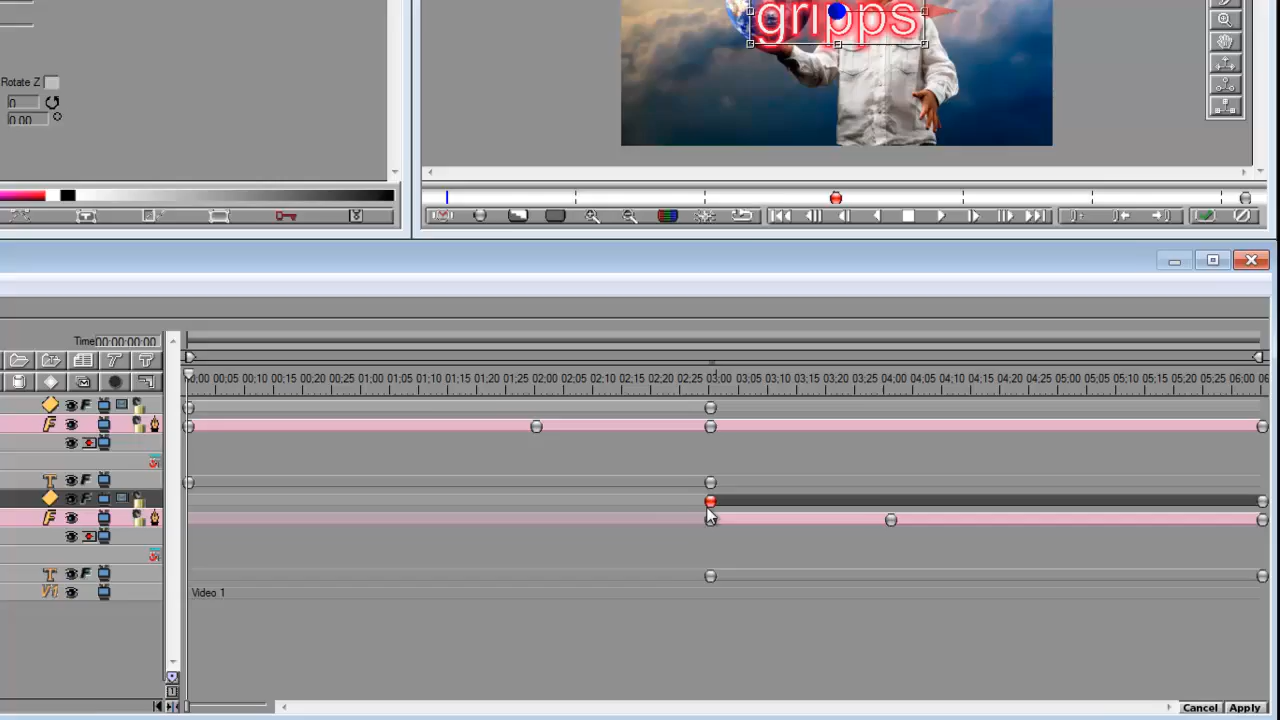 gripps
Rotate Z
0
0.00
Time 00:00:00:00
00:00 00;05 00;10 00;15 00;20 00;25 01;00 01;05 01;10 01;15 01;20 01;25 02;00 02;05 02;10 02;15 02;20 02;25 03;00 03;05 03;10 03;15 03;20 03;25 04;00 04;05 04;10 04;15 04;20 04;25 05;00 05;05 05;10 05;15 05;20 05;25 06;00 06
F
F
T F
F
F
T F
V1 Video 1
Cancel Apply